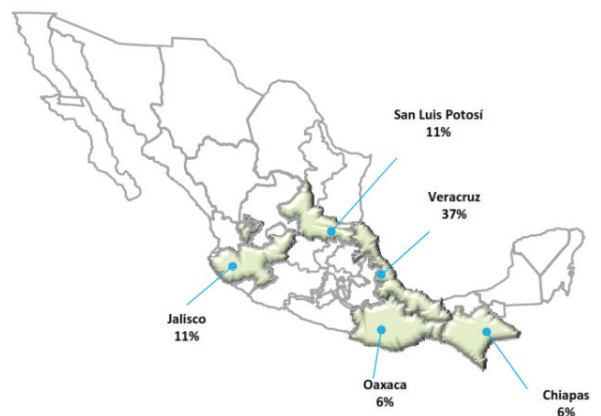 San Luis Potosí
11%
Veracruz
37%
Jalisco
11%
Oaxaca
6%
Chiapas
6%